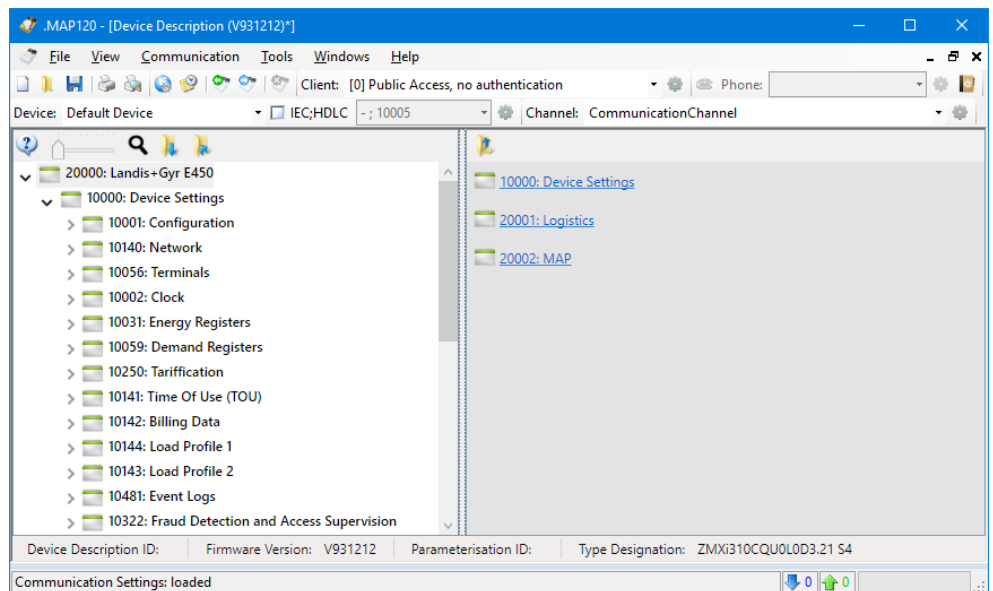 .MAP120 - [Device Description (V931212)*]
File View Communication Tools Windows Help
Client: [0] Public Access, no authentication Phone:
Device: Default Device IEC;HDLC - ; 10005 Channel: CommunicationChannel
20000: Landis+Gyr E450
10000: Device Settings
10001: Configuration
10140: Network
10056: Terminals
10002: Clock
10031: Energy Registers
10059: Demand Registers
10250: Tariffication
10141: Time Of Use (TOU)
10142: Billing Data
10144: Load Profile 1
10143: Load Profile 2
10481: Event Logs
10322: Fraud Detection and Access Supervision
10000: Device Settings
20001: Logistics
20002: MAP
Device Description ID: Firmware Version: V931212 Parameterisation ID: Type Designation: ZMXi310CQU0L0D3.21 S4
Communication Settings: loaded 0 0